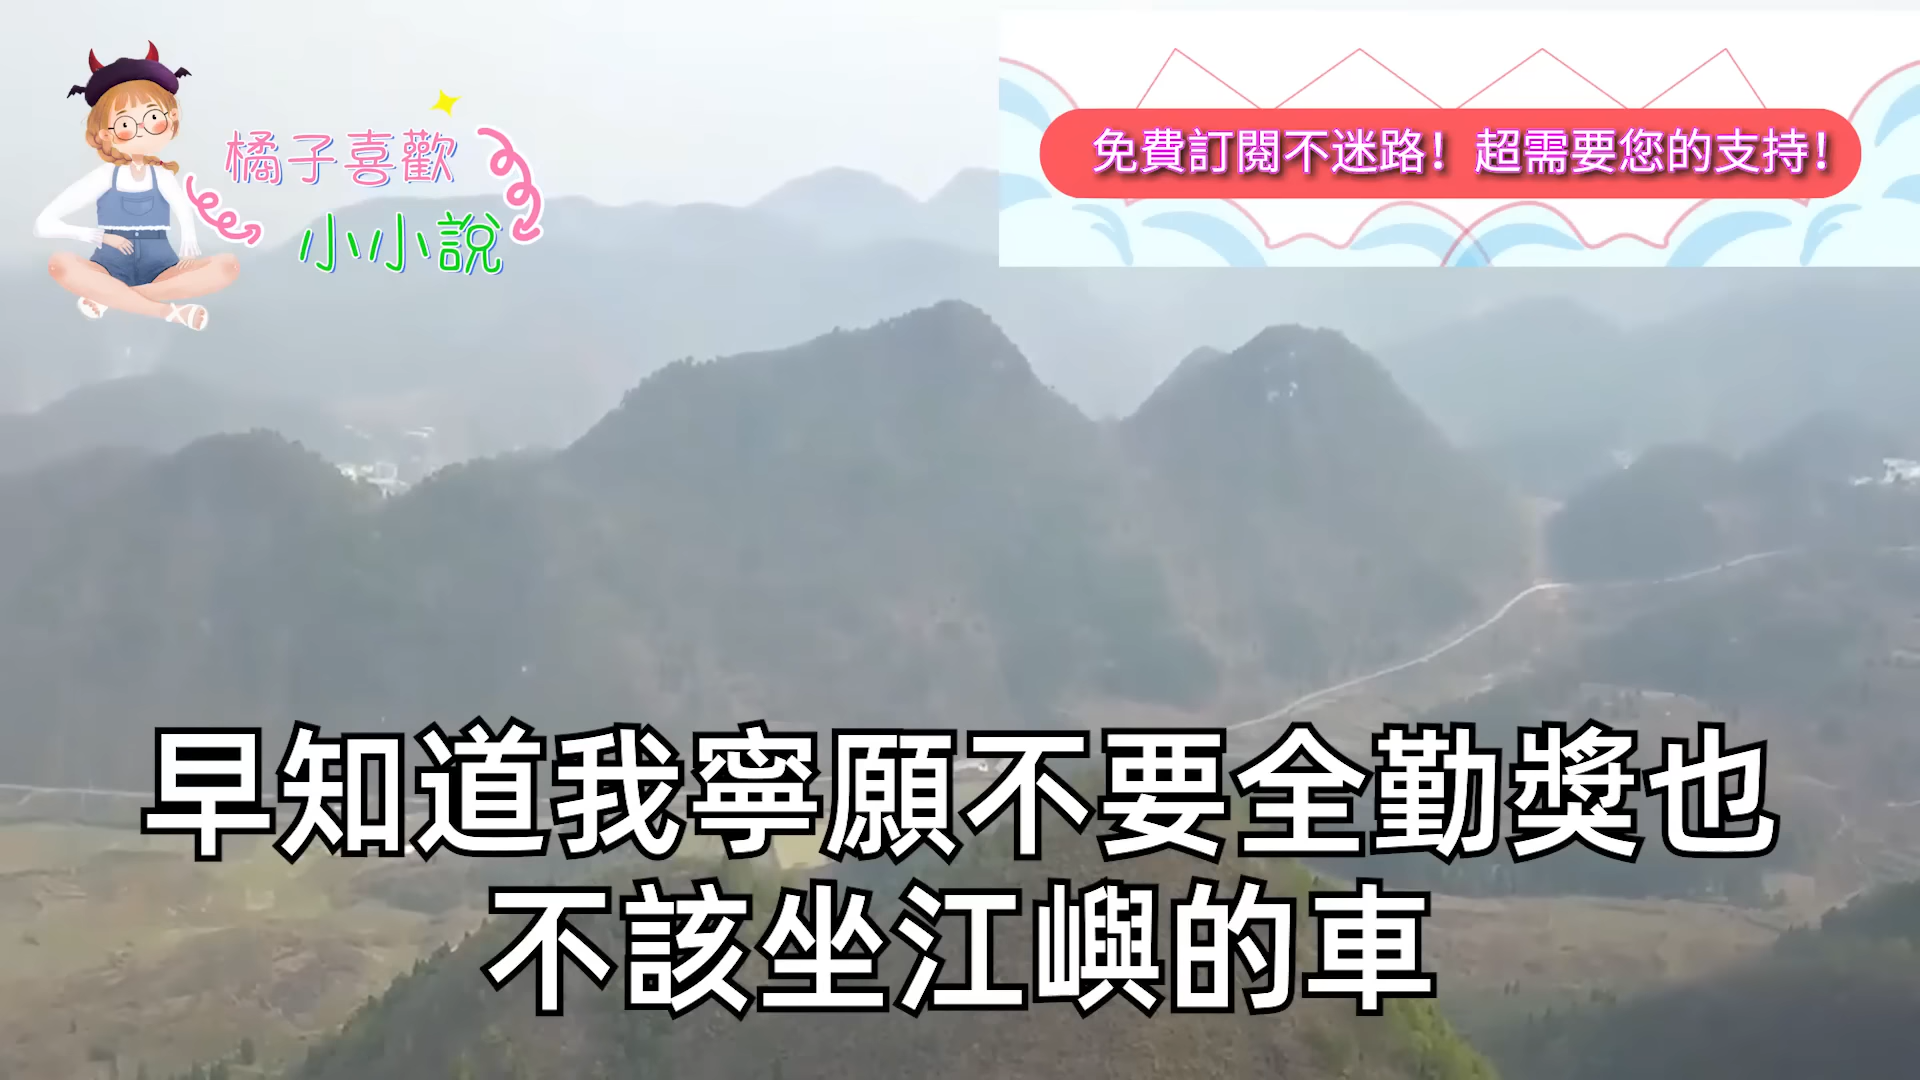 橘子喜歡
小小說
免費訂閱不迷路！超需要您的支持！
早知道我寧願不要全勤獎也
不該坐江嶼的車